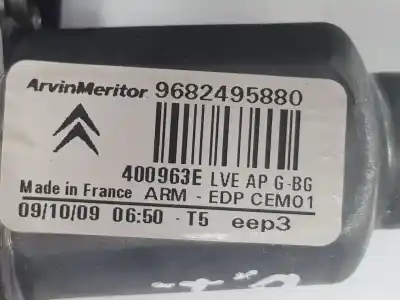 ArvinMeritor 9682495880
400963E LVE AP G-BG
Made in France ARM - EDP CEM01
09/10/09 06:50 - T5 eep3